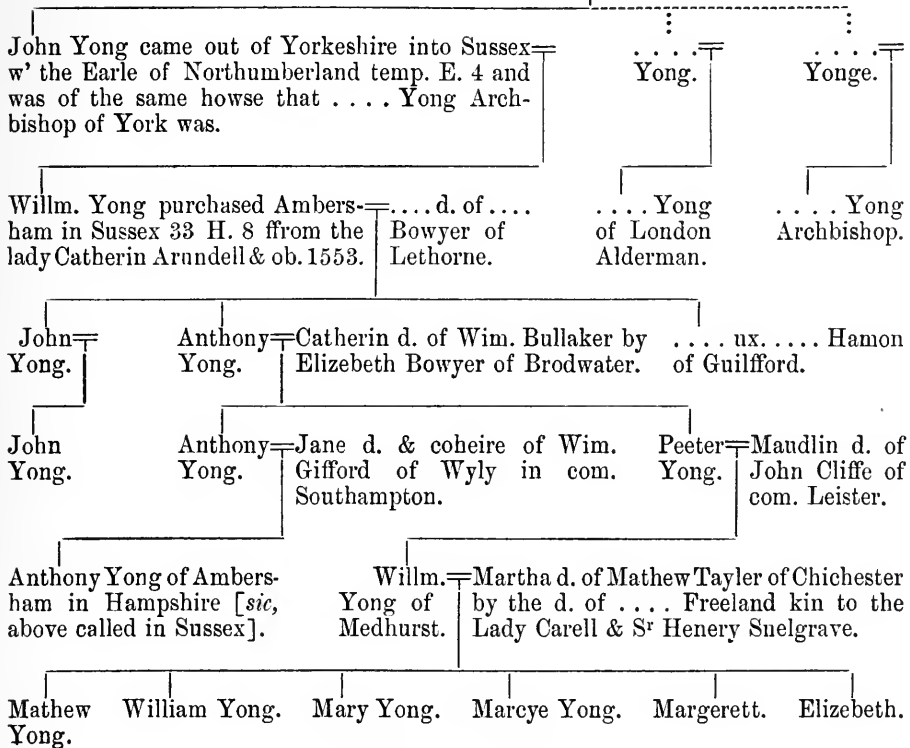 John Yong came out of Yorkeshire into Sussex
w' the Earle of Northumberland temp. E. 4 and
was of the same howse that .... Yong Arch-
bishop of York was.
....
Yong.
....
Yonge.
Willm. Yong purchased Ambers-
ham in Sussex 33 H. 8 ffrom the
lady Catherin Arundell & ob. 1553.
.... d. of ....
Bowyer of
Lethorne.
.... Yong
of London
Alderman.
.... Yong
Archbishop.
John
Yong.
Anthony
Yong.
Catherin d. of Wim. Bullaker by
Elizebeth Bowyer of Brodwater.
.... ux. .... Hamon
of Guilfford.
John
Yong.
Anthony
Yong.
Jane d. & coheire of Wim.
Gifford of Wyly in com.
Southampton.
Peeter
Yong.
Maudlin d. of
John Cliffe of
com. Leister.
Anthony Yong of Ambers-
ham in Hampshire [sic,
above called in Sussex].
Willm.
Yong of
Medhurst.
Martha d. of Mathew Tayler of Chichester
by the d. of .... Freeland kin to the
Lady Carell & Sr Henery Snelgrave.
Mathew
Yong.
William Yong.
Mary Yong.
Marcye Yong.
Margerett.
Elizebeth.